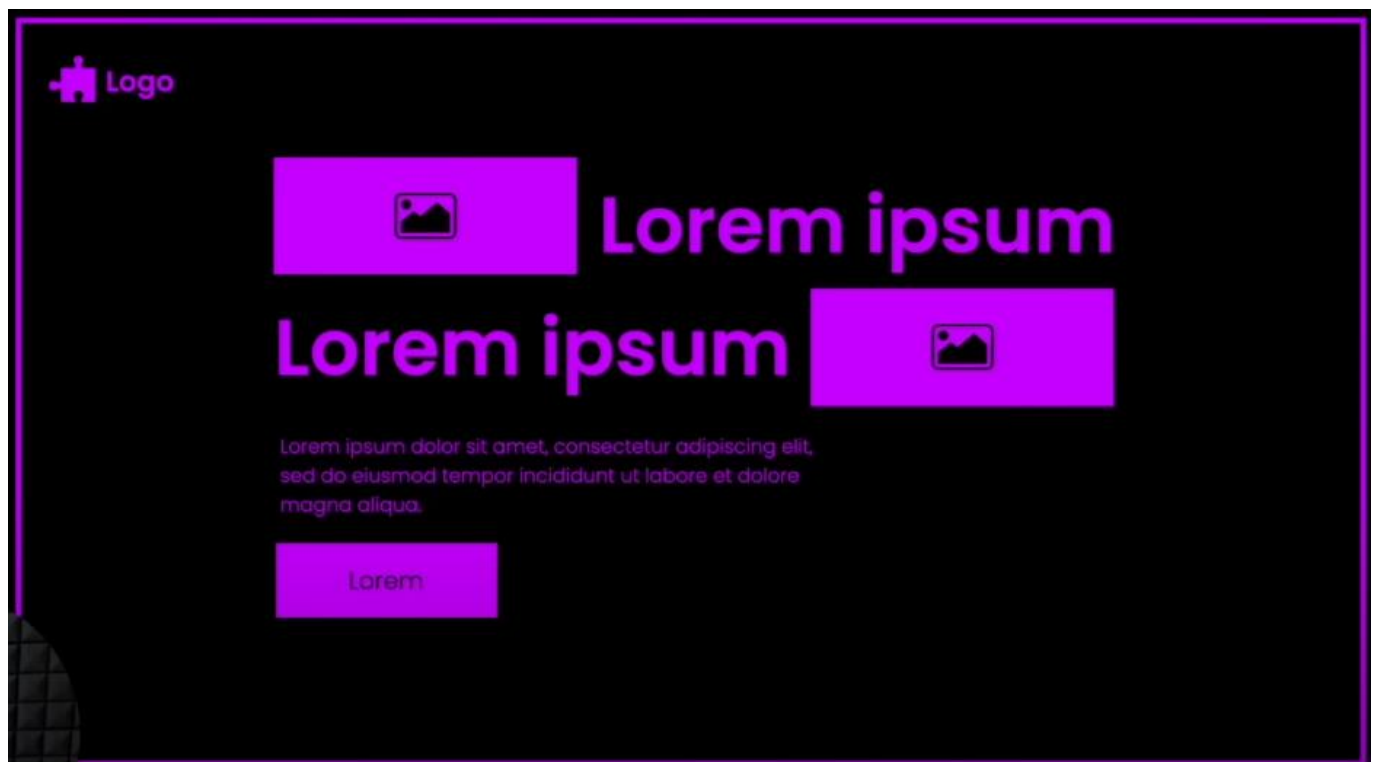 Logo
Lorem ipsum
Lorem ipsum
Lorem ipsum dolor sit amet, consectetur adipiscing elit,
sed do eiusmod tempor incididunt ut labore et dolore
magna aliqua.
Lorem